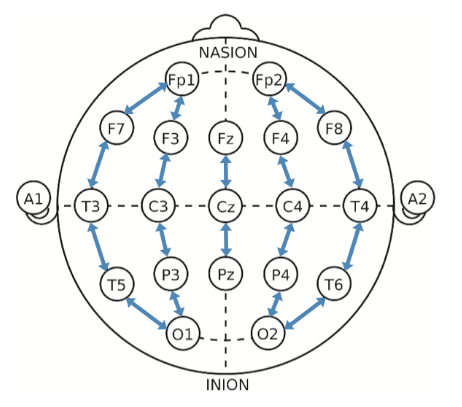 NASION
Fp1 Fp2
F7 F3 Fz F4 F8
A1 T3 C3 Cz C4 T4 A2
T5 P3 Pz P4 T6
O1 O2
INION